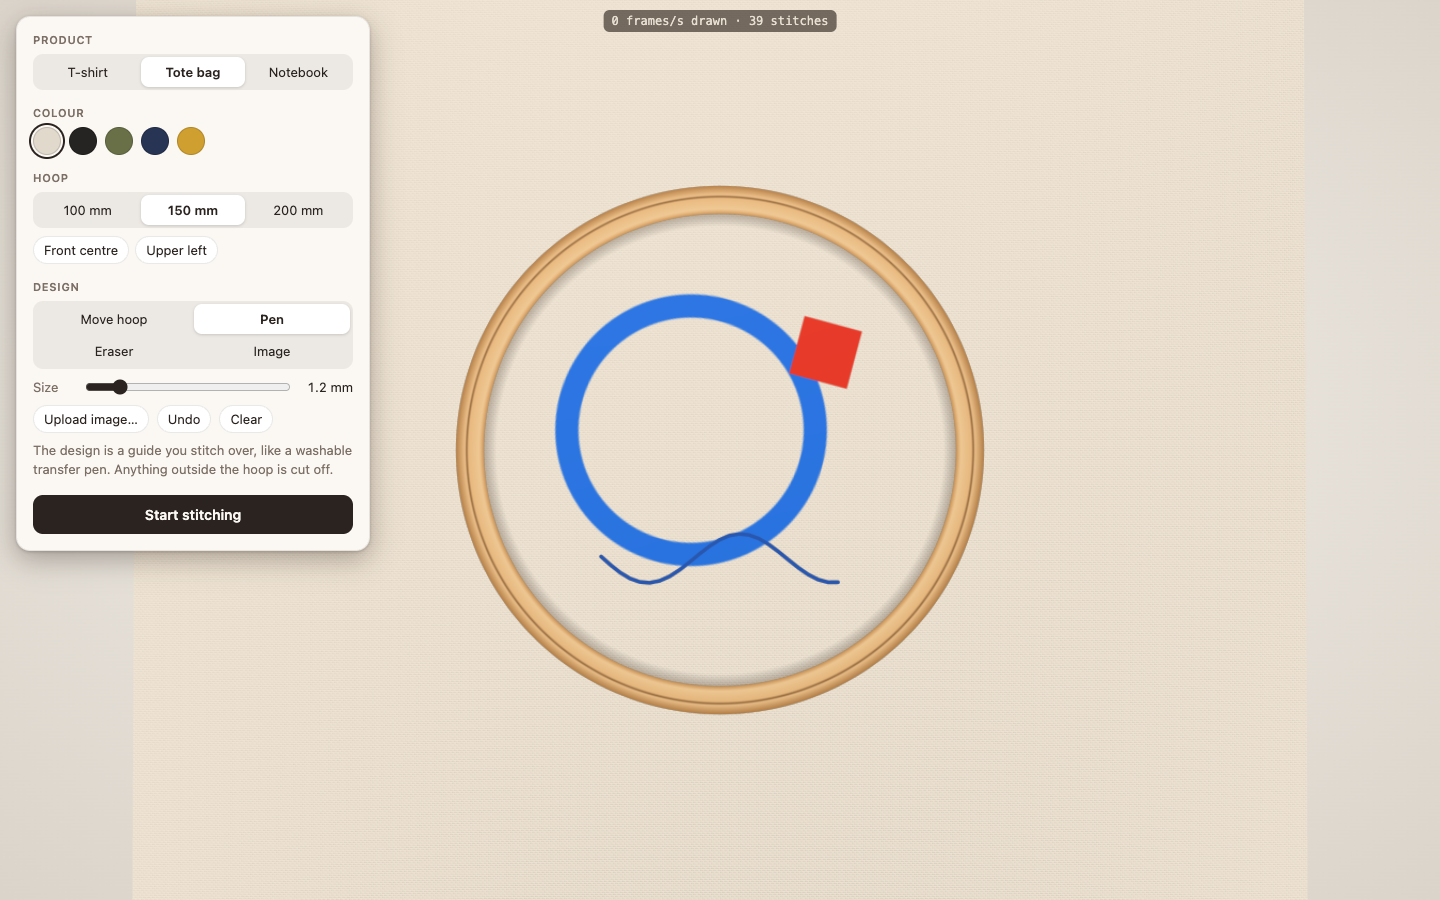 0 frames/s drawn · 39 stitches
PRODUCT
T-shirt Tote bag Notebook
COLOUR
HOOP
100 mm 150 mm 200 mm
Front centre Upper left
DESIGN
Move hoop Pen
Eraser Image
Size 1.2 mm
Upload image... Undo Clear
The design is a guide you stitch over, like a washable
transfer pen. Anything outside the hoop is cut off.
Start stitching